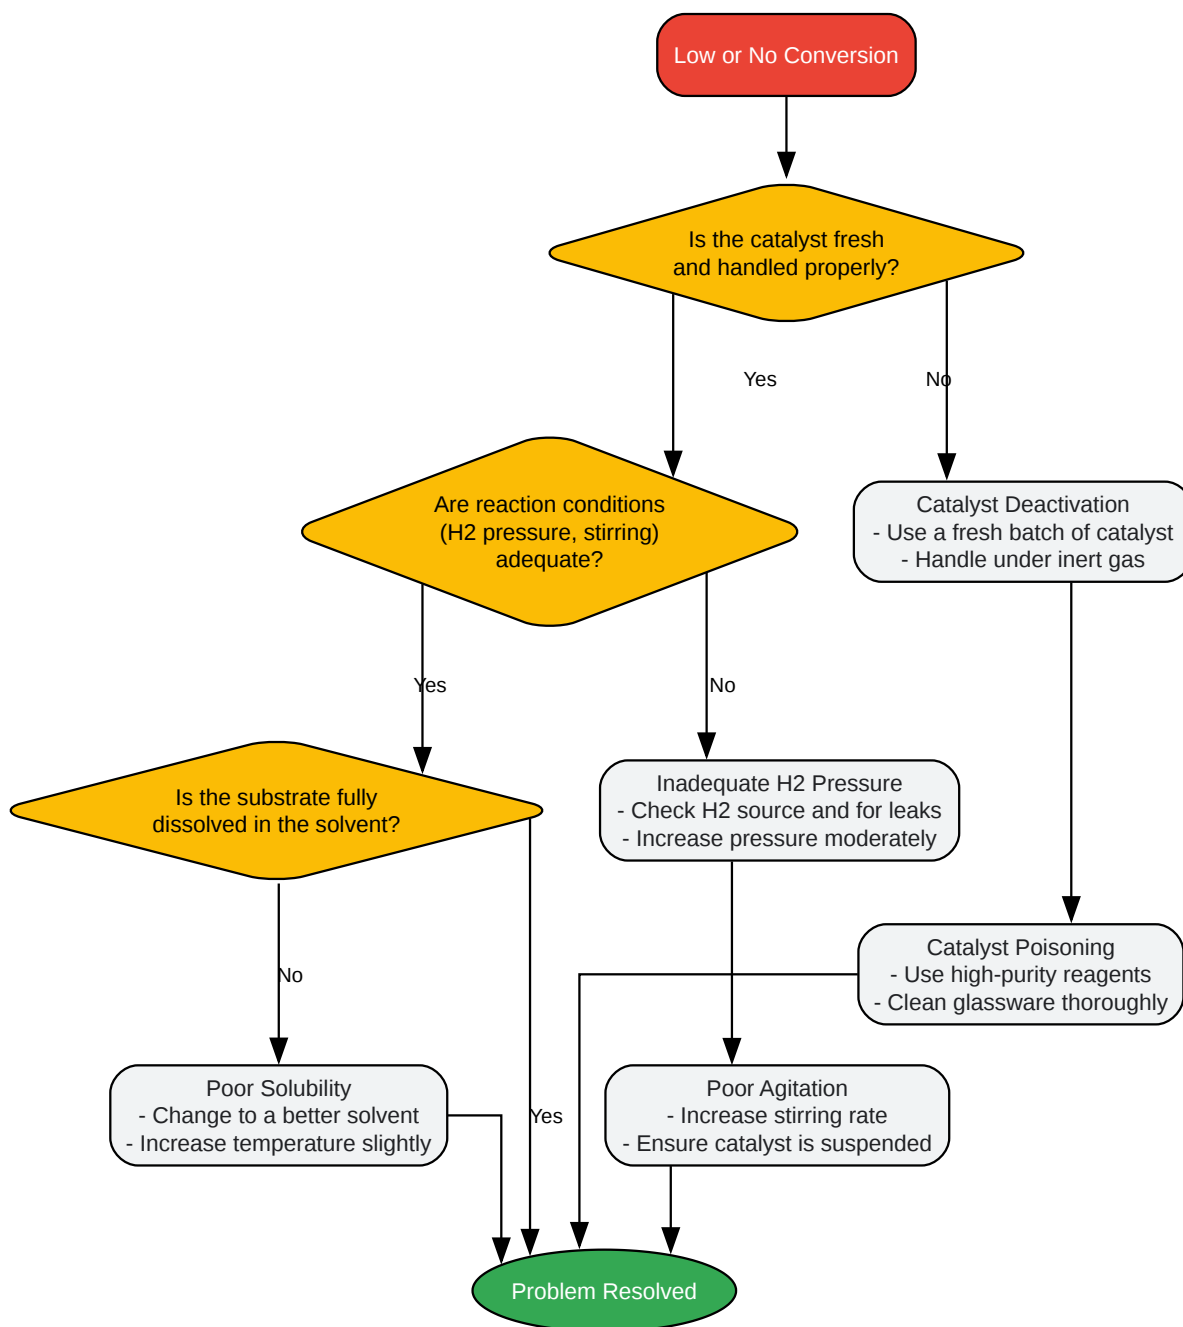 Low or No Conversion
Is the catalyst fresh
and handled properly?
Yes
No
Are reaction conditions
(H2 pressure, stirring)
adequate?
Catalyst Deactivation
- Use a fresh batch of catalyst
- Handle under inert gas
Yes
No
Is the substrate fully
dissolved in the solvent?
Inadequate H2 Pressure
- Check H2 source and for leaks
- Increase pressure moderately
Catalyst Poisoning
- Use high-purity reagents
- Clean glassware thoroughly
No
Poor Solubility
- Change to a better solvent
- Increase temperature slightly
Yes
Poor Agitation
- Increase stirring rate
- Ensure catalyst is suspended
Problem Resolved